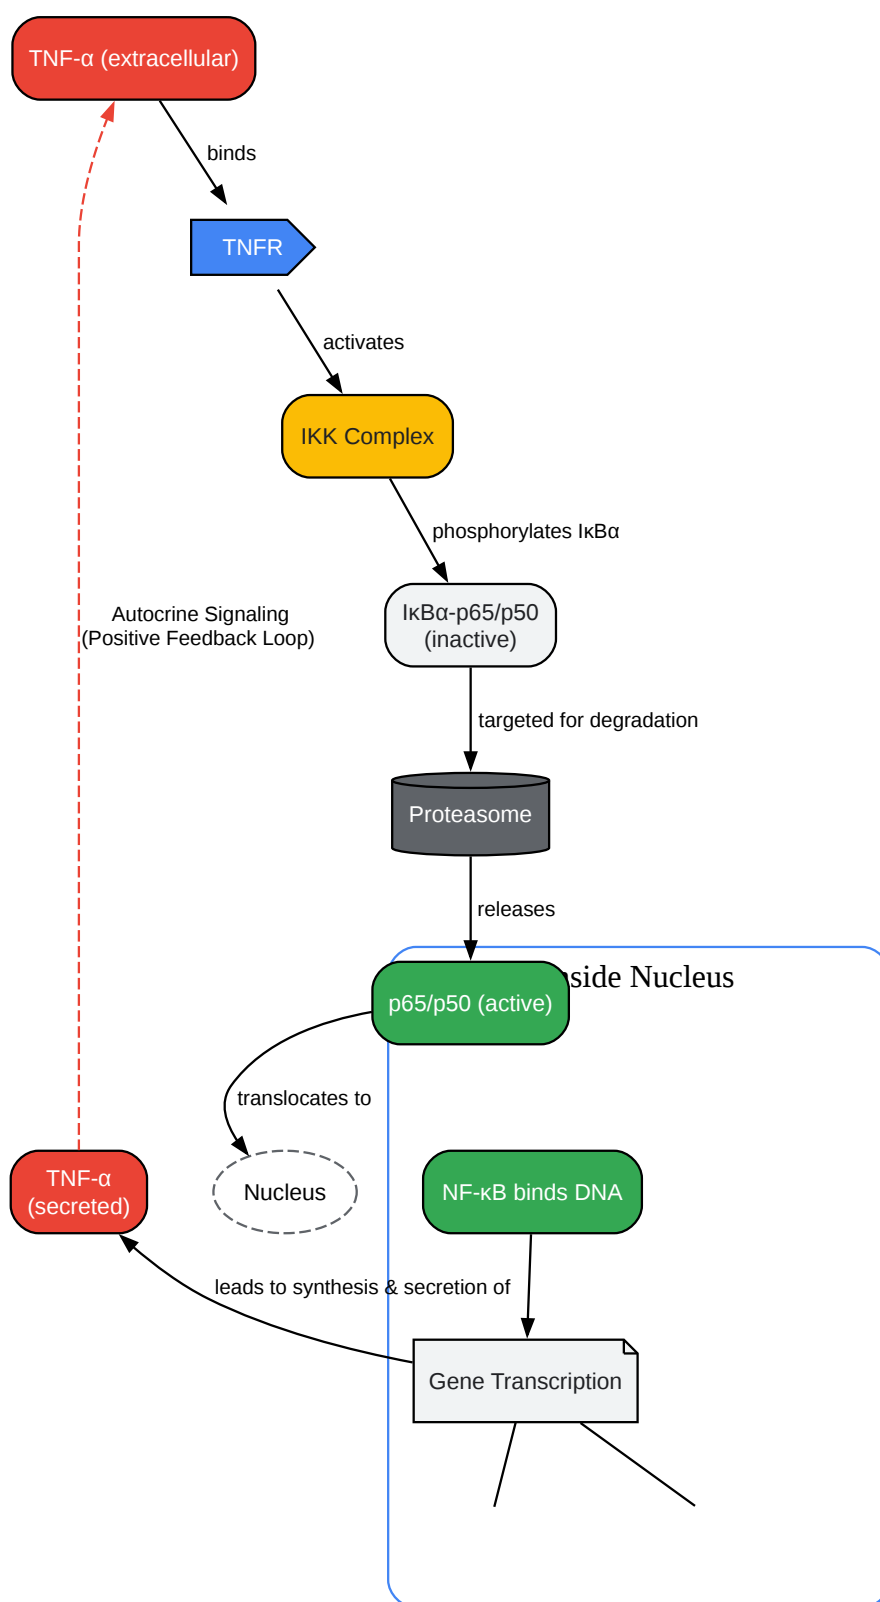 TNF-α (extracellular)
binds
TNFR
activates
IKK Complex
phosphorylates IκBα
IκBα-p65/p50
(inactive)
Autocrine Signaling
(Positive Feedback Loop)
targeted for degradation
Proteasome
releases
nside Nucleus
p65/p50 (active)
translocates to
TNF-α
(secreted)
Nucleus
NF-κB binds DNA
leads to synthesis & secretion of
Gene Transcription